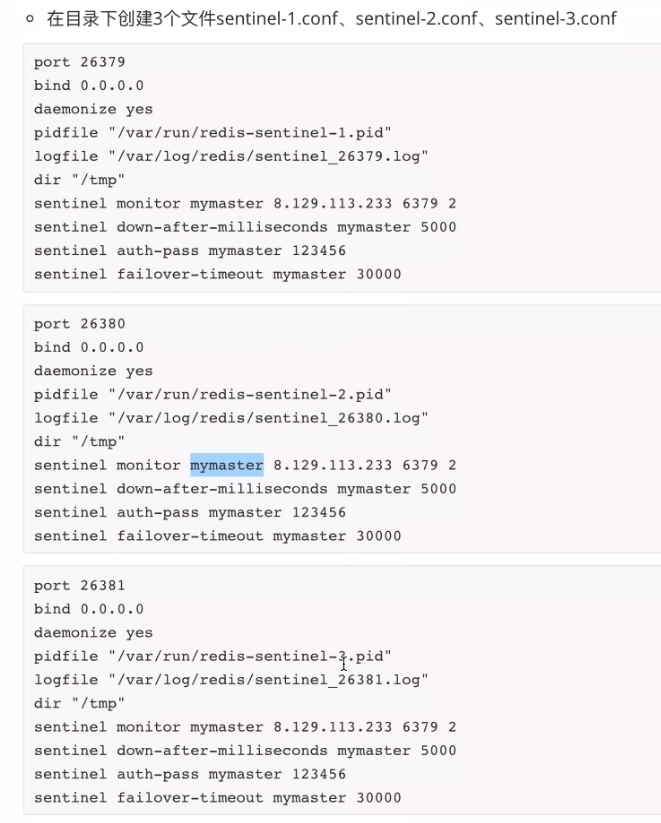 在目录下创建3个文件sentinel-1.conf、sentinel-2.conf、sentinel-3.conf
port 26379
bind 0.0.0.0
daemonize yes
pidfile "/var/run/redis-sentinel-1.pid"
logfile "/var/log/redis/sentinel_26379.log"
dir "/tmp"
sentinel monitor mymaster 8.129.113.233 6379 2
sentinel down-after-milliseconds mymaster 5000
sentinel auth-pass mymaster 123456
sentinel failover-timeout mymaster 30000
port 26380
bind 0.0.0.0
daemonize yes
pidfile "/var/run/redis-sentinel-2.pid"
logfile "/var/log/redis/sentinel_26380.log"
dir "/tmp"
sentinel monitor mymaster 8.129.113.233 6379 2
sentinel down-after-milliseconds mymaster 5000
sentinel auth-pass mymaster 123456
sentinel failover-timeout mymaster 30000
port 26381
bind 0.0.0.0
daemonize yes
pidfile "/var/run/redis-sentinel-3.pid"
logfile "/var/log/redis/sentinel_26381.log"
dir "/tmp"
sentinel monitor mymaster 8.129.113.233 6379 2
sentinel down-after-milliseconds mymaster 5000
sentinel auth-pass mymaster 123456
sentinel failover-timeout mymaster 30000